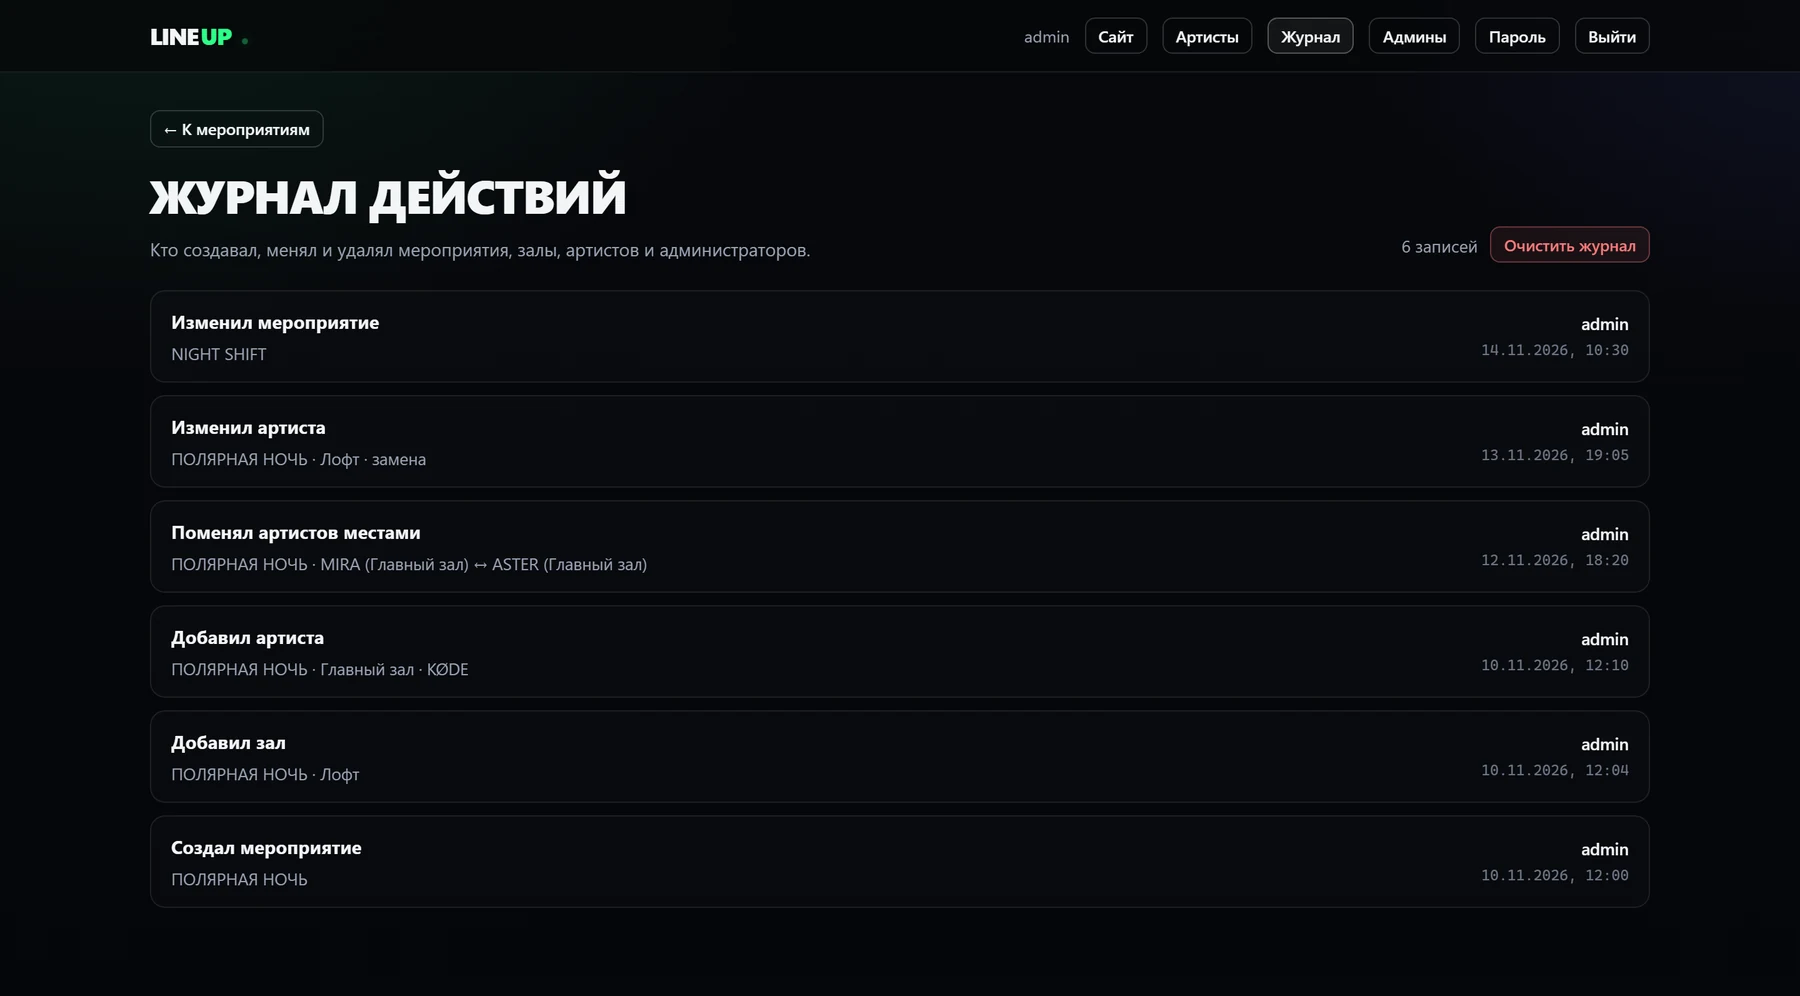 LINEUP
admin Сайт Артисты Журнал Админы Пароль Выйти
← К мероприятиям
ЖУРНАЛ ДЕЙСТВИЙ
Кто создавал, менял и удалял мероприятия, залы, артистов и администраторов.
6 записей Очистить журнал
Изменил мероприятие
NIGHT SHIFT
admin
14.11.2026, 10:30
Изменил артиста
ПОЛЯРНАЯ НОЧЬ · Лофт · замена
admin
13.11.2026, 19:05
Поменял артистов местами
ПОЛЯРНАЯ НОЧЬ · MIRA (Главный зал) ↔ ASTER (Главный зал)
admin
12.11.2026, 18:20
Добавил артиста
ПОЛЯРНАЯ НОЧЬ · Главный зал · KØDE
admin
10.11.2026, 12:10
Добавил зал
ПОЛЯРНАЯ НОЧЬ · Лофт
admin
10.11.2026, 12:04
Создал мероприятие
ПОЛЯРНАЯ НОЧЬ
admin
10.11.2026, 12:00